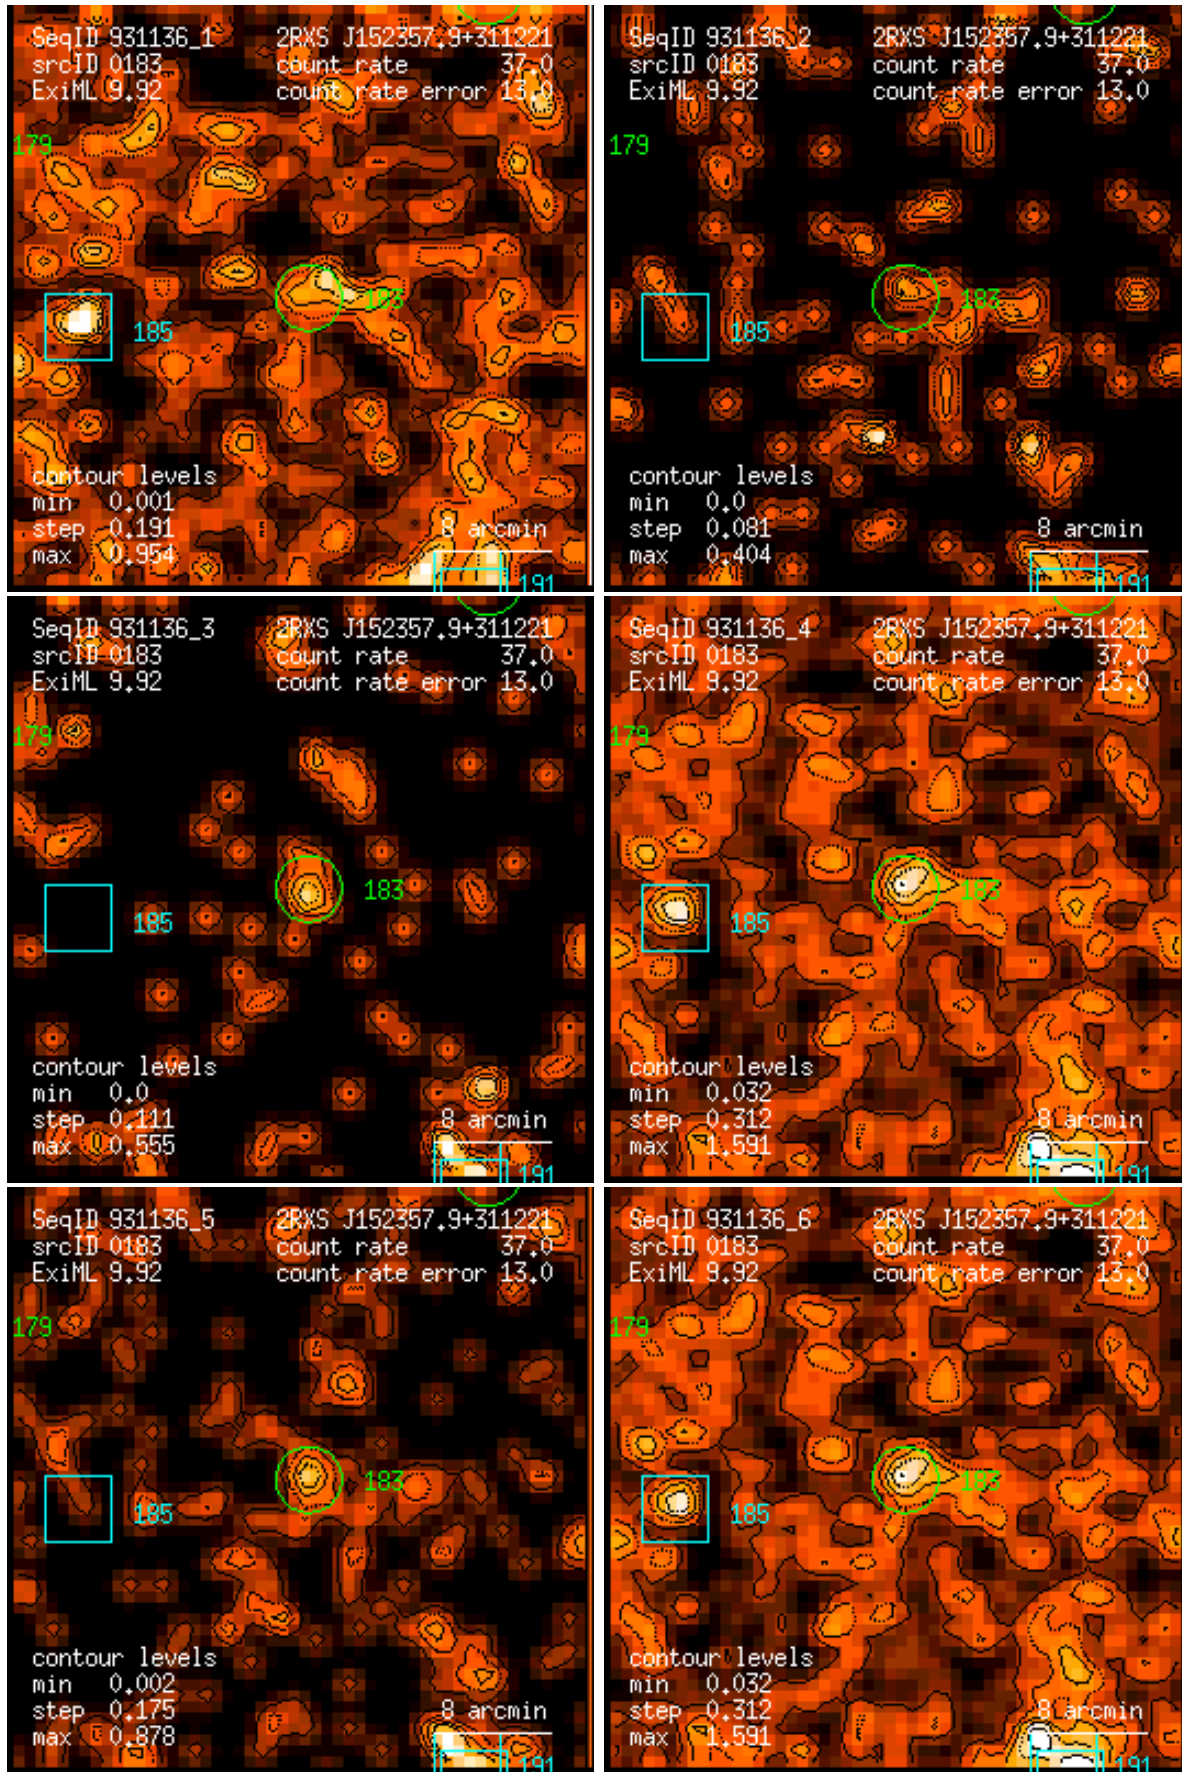 SeqID 931136_1 2RXS J152357.9+311221
srcID 0183 count rate 37.0
ExiML 9.92 count rate error 13.0
179
183
185
contour levels
min 0.001
step 0.191 8 arcmin
max 0.954
191
SeqID 931136_2 2RXS J152357.9+311221
srcID 0183 count rate 37.0
ExiML 9.92 count rate error 13.0
179
183
185
contour levels
min 0.0
step 0.081 8 arcmin
max 0.404
191
SeqID 931136_3 2RXS J152357.9+311221
srcID 0183 count rate 37.0
ExiML 9.92 count rate error 13.0
179
183
185
contour levels
min 0.0
step 0.111 8 arcmin
max 0.555
191
SeqID 931136_4 2RXS J152357.9+311221
srcID 0183 count rate 37.0
ExiML 9.92 count rate error 13.0
179
183
185
contour levels
min 0.032
step 0.312 8 arcmin
max 1.591
191
SeqID 931136_5 2RXS J152357.9+311221
srcID 0183 count rate 37.0
ExiML 9.92 count rate error 13.0
179
183
185
contour levels
min 0.002
step 0.175 8 arcmin
max 0.878
191
SeqID 931136_6 2RXS J152357.9+311221
srcID 0183 count rate 37.0
ExiML 9.92 count rate error 13.0
179
183
185
contour levels
min 0.032
step 0.312 8 arcmin
max 1.591
191